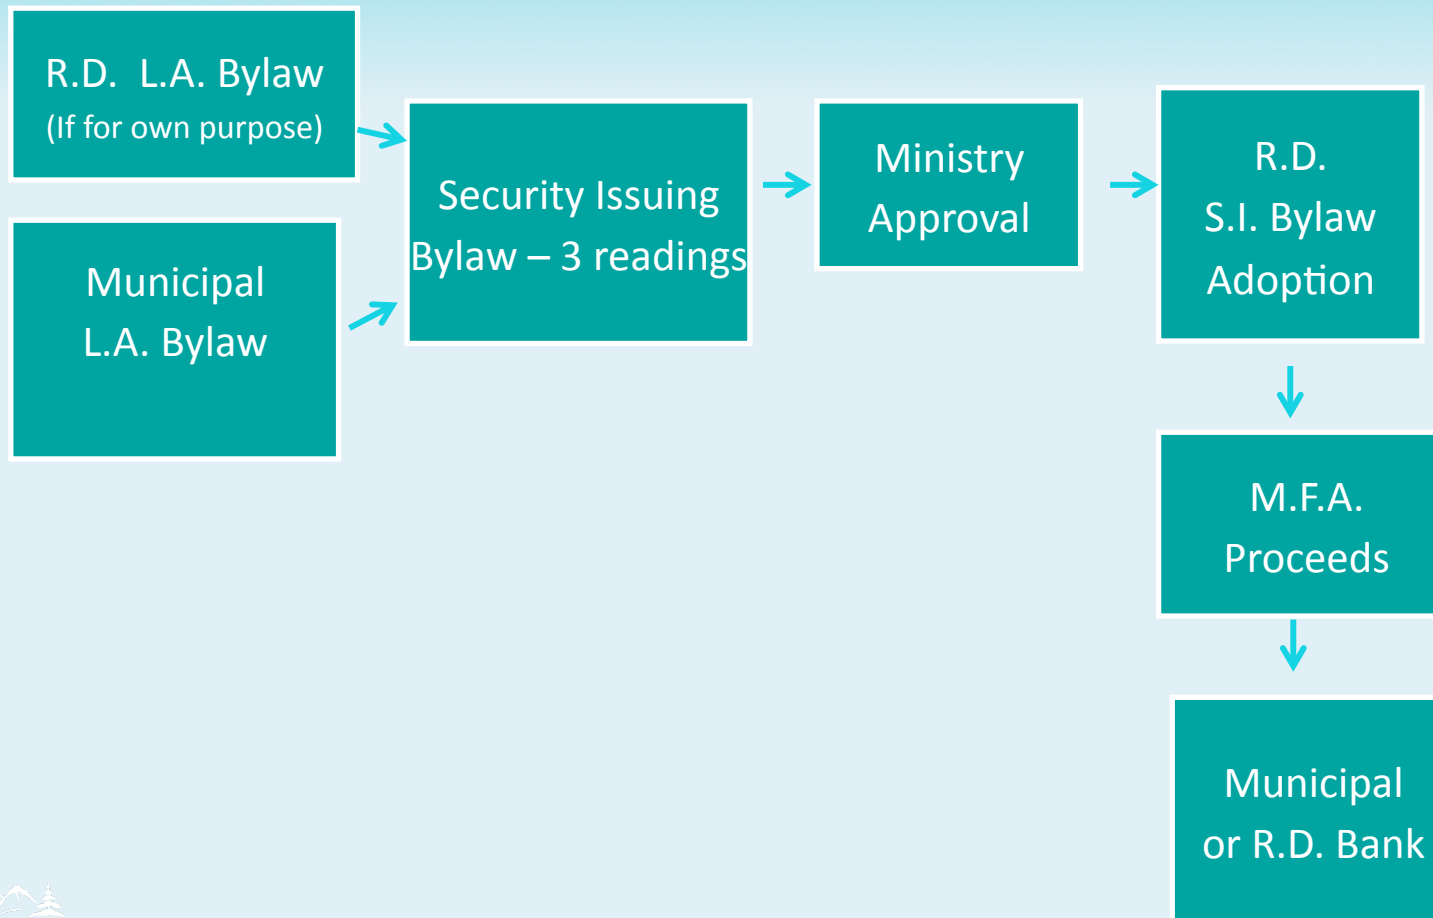 R.D. L.A. Bylaw
(If for own purpose)
Municipal
L.A. Bylaw
Security Issuing
Bylaw – 3 readings
Ministry
Approval
R.D.
S.I. Bylaw
Adoption
M.F.A.
Proceeds
Municipal
or R.D. Bank